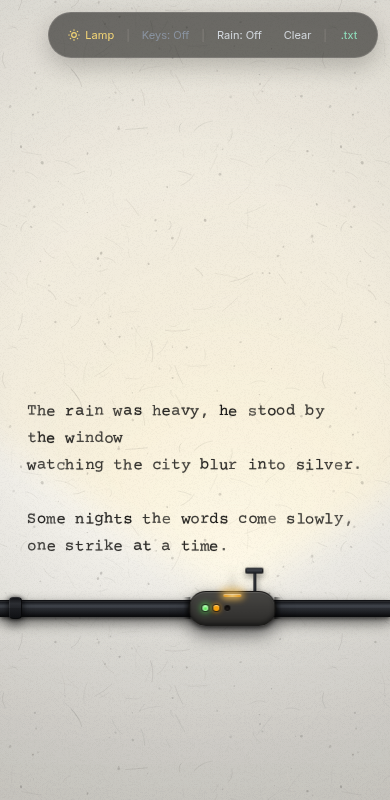 Lamp
Keys: Off
Rain: Off
Clear
.txt
The rain was heavy, he stood by
the window
watching the city blur into silver.
Some nights the words come slowly,
one strike at a time.